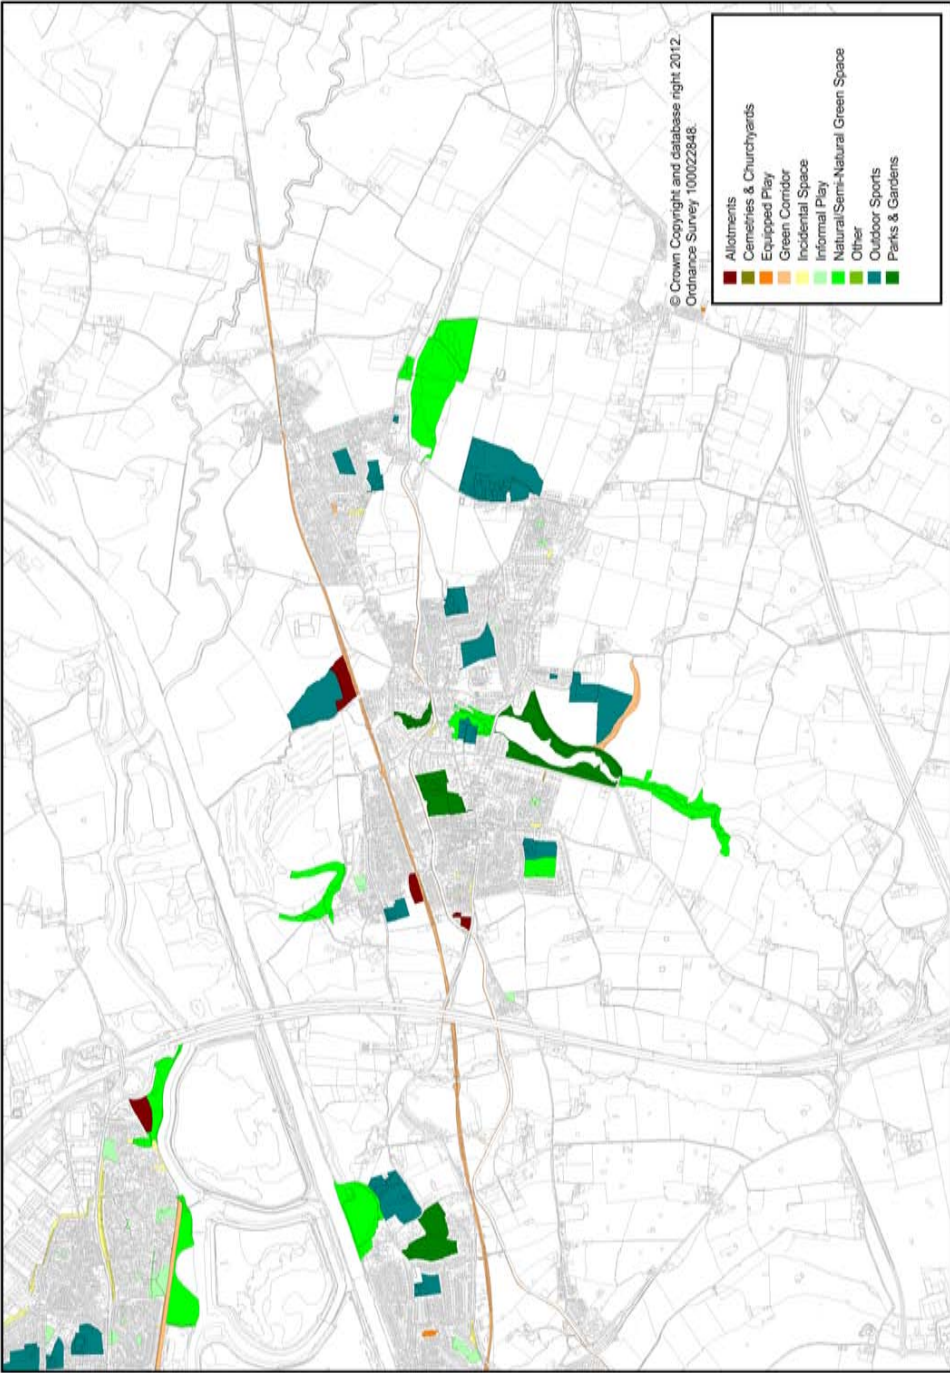 © Crown Copyright and database right 2012.
Ordnance Survey 100022848.
Allotments
Cemetries & Churchyards
Equipped Play
Green Corridor
Incidental Space
Informal Play
Natural/Semi-Natural Green Space
Other
Outdoor Sports
Parks & Gardens